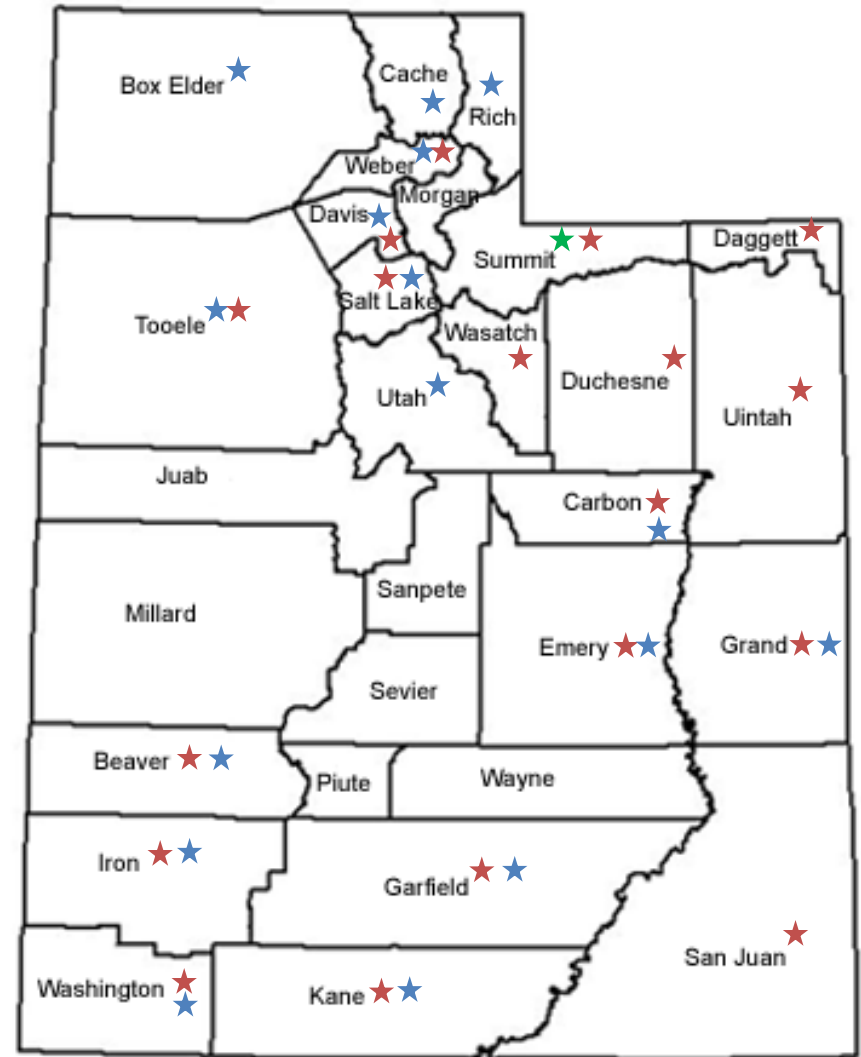 Box Elder
Cache
Rich
Weber
Morgan
Davis
Summit
Daggett
Salt Lake
Tooele
Wasatch
Duchesne
Utah
Uintah
Juab
Carbon
Sanpete
Millard
Emery
Grand
Sevier
Beaver
Piute
Wayne
Iron
Garfield
San Juan
Washington
Kane